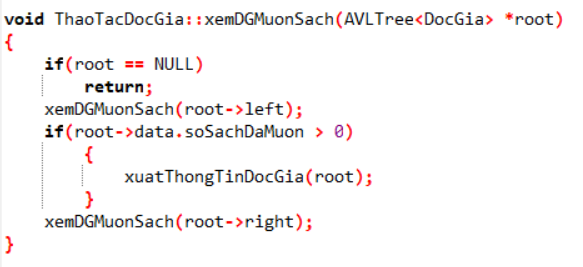 void ThaoTacDocGia::xemDGMuonSach(AVLTree<DocGia> *root)
{
    if(root == NULL)
        return;
    xemDGMuonSach(root->left);
    if(root->data.soSachDaMuon > 0)
        {
            xuatThongTinDocGia(root);
        }
    xemDGMuonSach(root->right);
}